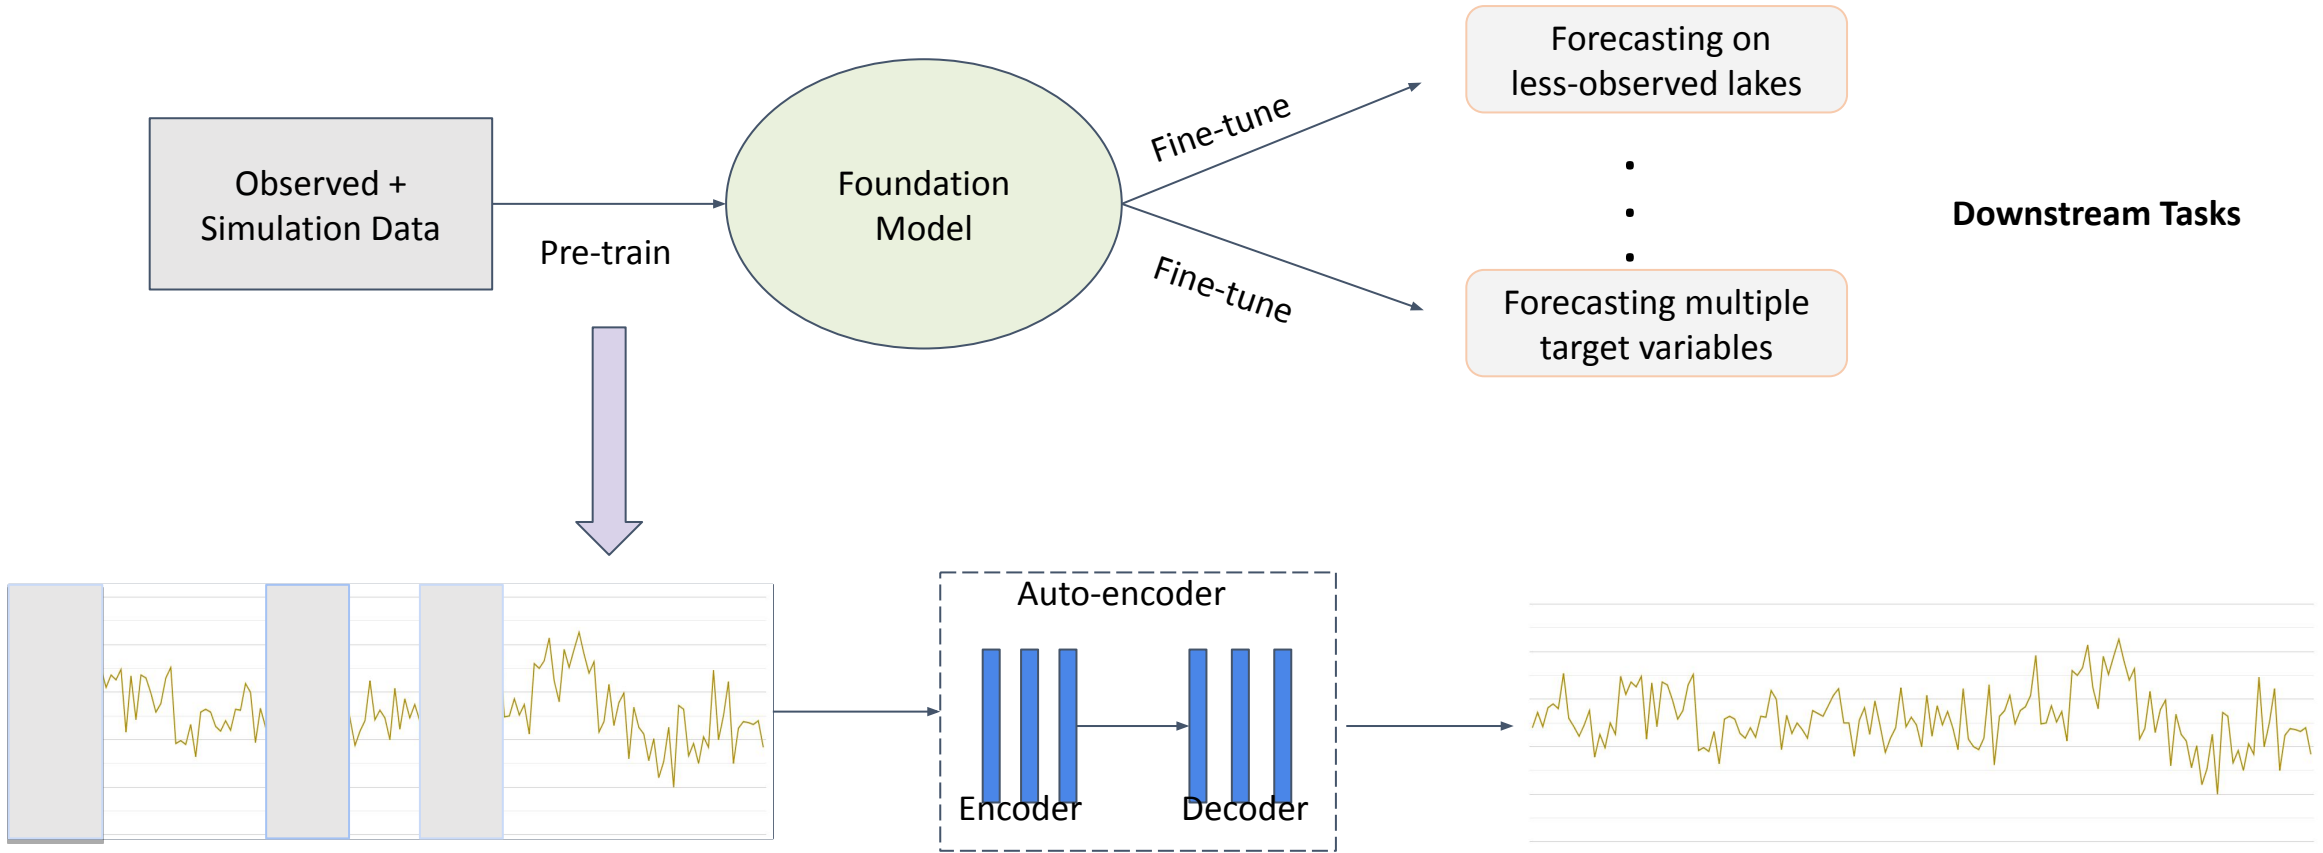 Observed +
Simulation Data
Pre-train
Foundation
Model
Fine-tune
Fine-tune
Forecasting on
less-observed lakes
Forecasting multiple
target variables
Downstream Tasks
Auto-encoder
Encoder
Decoder